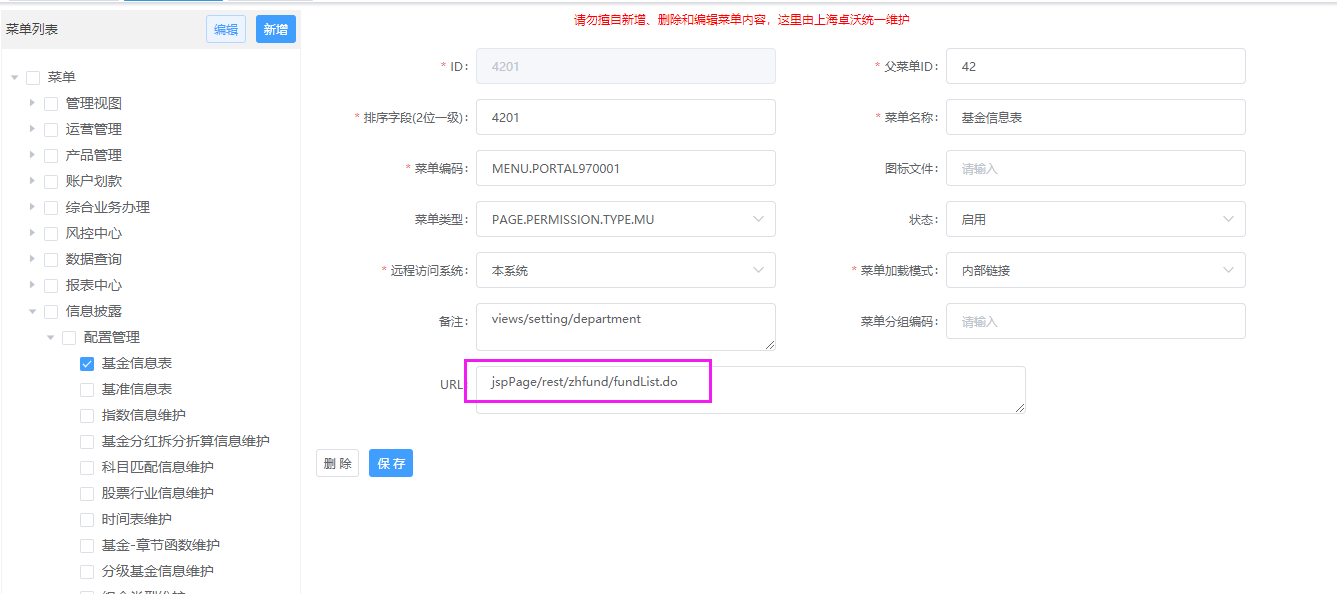 菜单列表
编辑
新增
请勿擅自新增、删除和编辑菜单内容，这里由上海卓沃统一维护
菜单
管理视图
运营管理
产品管理
账户划款
综合业务办理
风控中心
数据查询
报表中心
信息披露
配置管理
基金信息表
基准信息表
指数信息维护
基金分红拆分折算信息维护
科目匹配信息维护
股票行业信息维护
时间表维护
基金-章节函数维护
分级基金信息维护
* ID: 4201
* 父菜单ID: 42
* 排序字段(2位一级): 4201
* 菜单名称: 基金信息表
* 菜单编码: MENU.PORTAL970001
图标文件: 请输入
菜单类型: PAGE.PERMISSION.TYPE.MU
状态: 启用
* 远程访问系统: 本系统
* 菜单加载模式: 内部链接
备注: views/setting/department
菜单分组编码: 请输入
URL jspPage/rest/zhfund/fundList.do
删 除
保 存